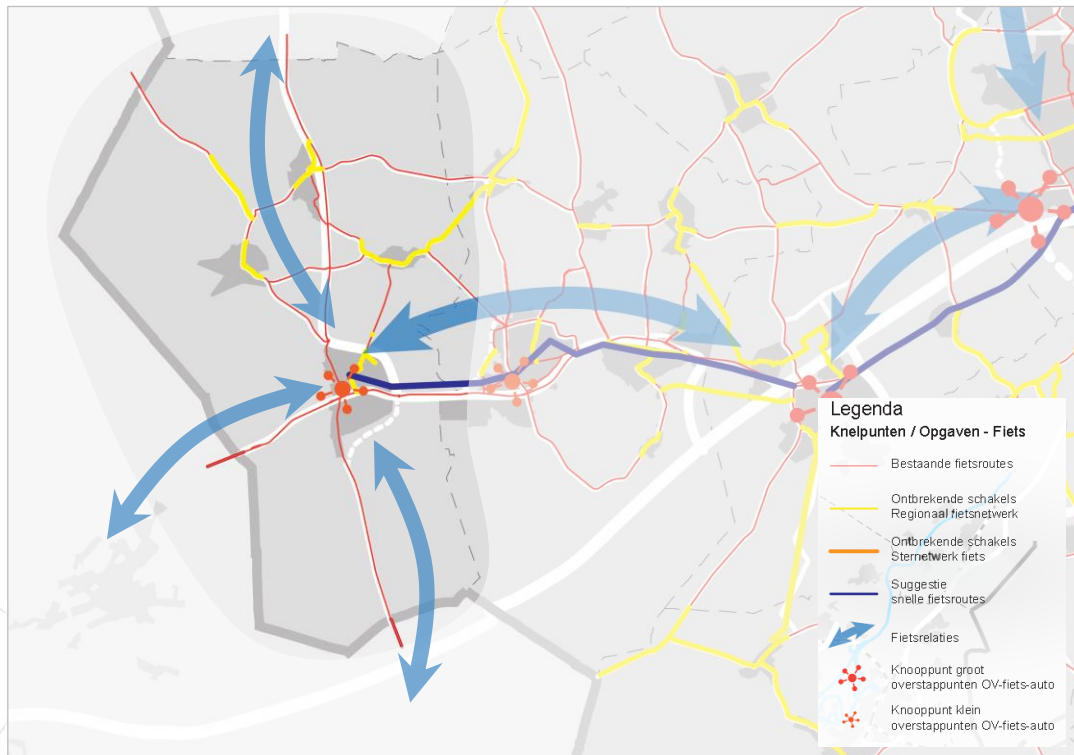 Legenda
Knelpunten / Opgaven - Fiets
Bestaande fietsroutes
Ontbrekende schakels
Regionaal fietsnetwerk
Ontbrekende schakels
Sternetwerk fiets
Suggestie
snelle fietsroutes
Fietsrelaties
Knooppunt groot
overstappunten OV-fiets-auto
Knooppunt klein
overstappunten OV-fiets-auto